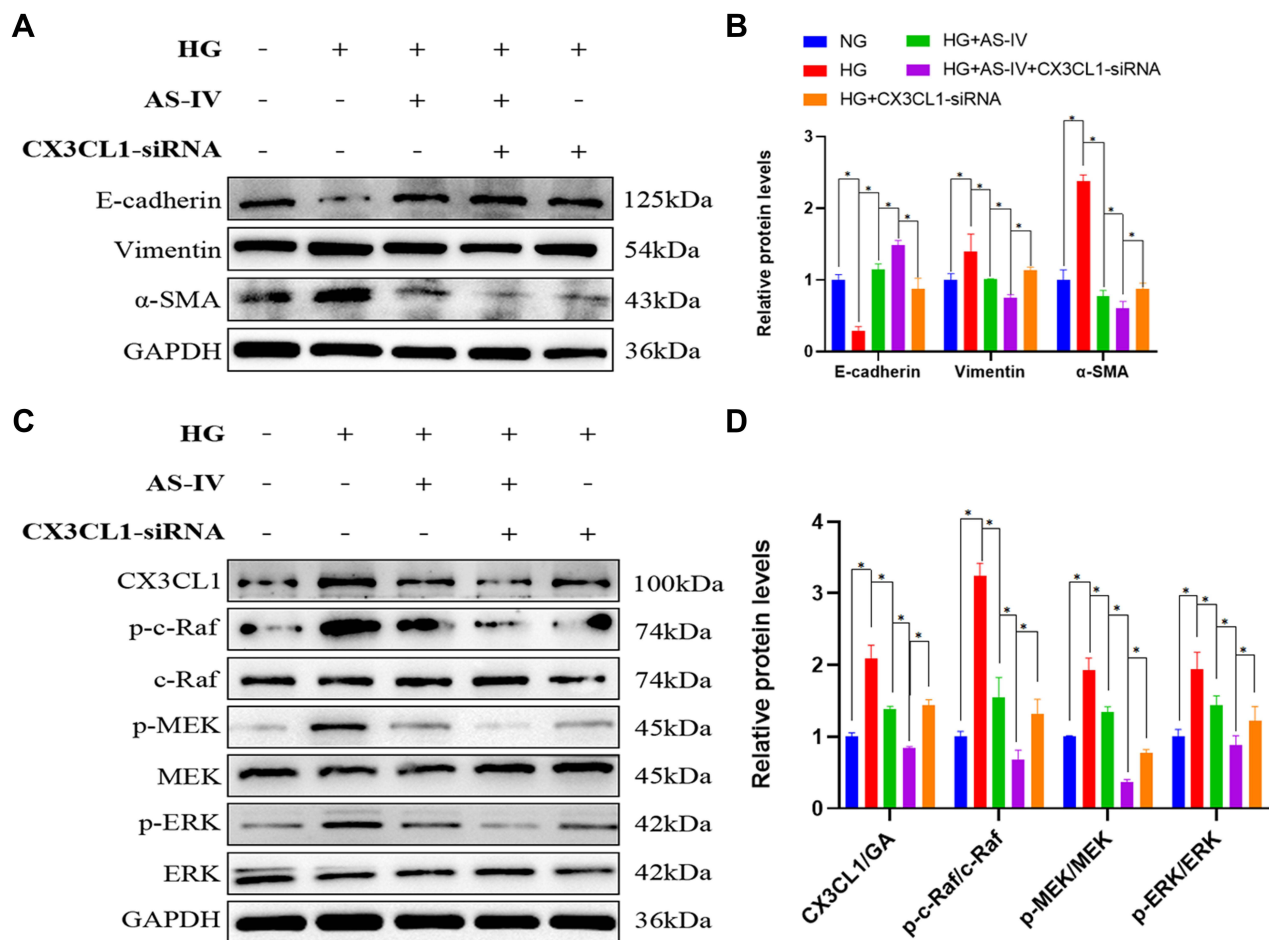 A
HG - + + + +
AS-IV - - + + -
CX3CL1-siRNA - - - + +
E-cadherin 125kDa
Vimentin 54kDa
α-SMA 43kDa
GAPDH 36kDa
B
NG HG+AS-IV
HG HG+AS-IV+CX3CL1-siRNA
HG+CX3CL1-siRNA
Relative protein levels
3
2
1
0
* * * *
* * * *
* * * *
E-cadherin Vimentin α-SMA
C
HG - + + + +
AS-IV - - + + -
CX3CL1-siRNA - - - + +
CX3CL1 100kDa
p-c-Raf 74kDa
c-Raf 74kDa
p-MEK 45kDa
MEK 45kDa
p-ERK 42kDa
ERK 42kDa
GAPDH 36kDa
D
Relative protein levels
4
3
2
1
0
* * * *
* * * *
* * * *
* * * *
CX3CL1/GA
p-c-Raf/c-Raf
p-MEK/MEK
p-ERK/ERK